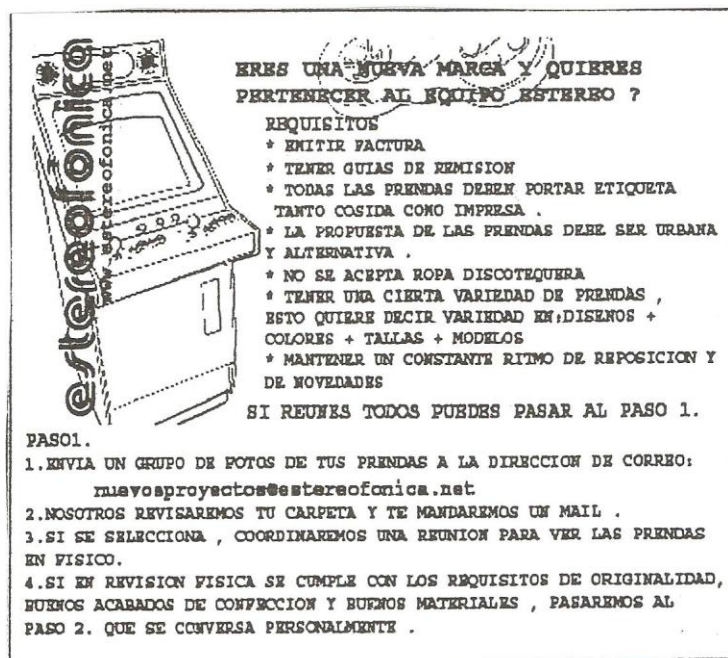 estereofonica
www.estereofonica.net
ERES UNA NUEVA MARCA Y QUIERES
PERTENECER AL EQUIPO ESTEREO ?
REQUISITOS
* EMITIR FACTURA
* TENER GUIAS DE REMISION
* TODAS LAS PRENDAS DEBEN PORTAR ETIQUETA
TANTO COSIDA COMO IMPRESA .
* LA PROPUESTA DE LAS PRENDAS DEBE SER URBANA
Y ALTERNATIVA .
* NO SE ACEPTA ROPA DISCOTEQUERA
* TENER UNA CIERTA VARIEDAD DE PRENDAS ,
ESTO QUIERE DECIR VARIEDAD EN:DISENOS +
COLORES + TALLAS + MODELOS
* MANTENER UN CONSTANTE RITMO DE REPOSICION Y
DE NOVEDADES
SI REUNES TODOS PUEDES PASAR AL PASO 1.
PASO1.
1.ENVIA UN GRUPO DE FOTOS DE TUS PRENDAS A LA DIRECCION DE CORREO:
nuevosproyectos@estereofonica.net
2.NOSOTROS REVISAREMOS TU CARPETA Y TE MANDAREMOS UN MAIL .
3.SI SE SELECCIONA , COORDINAREMOS UNA REUNION PARA VER LAS PRENDAS
EN FISICO.
4.SI EN REVISION FISICA SE CUMPLE CON LOS REQUISITOS DE ORIGINALIDAD,
BUENOS ACABADOS DE CONFECCION Y BUENOS MATERIALES , PASAREMOS AL
PASO 2. QUE SE CONVERSA PERSONALMENTE .